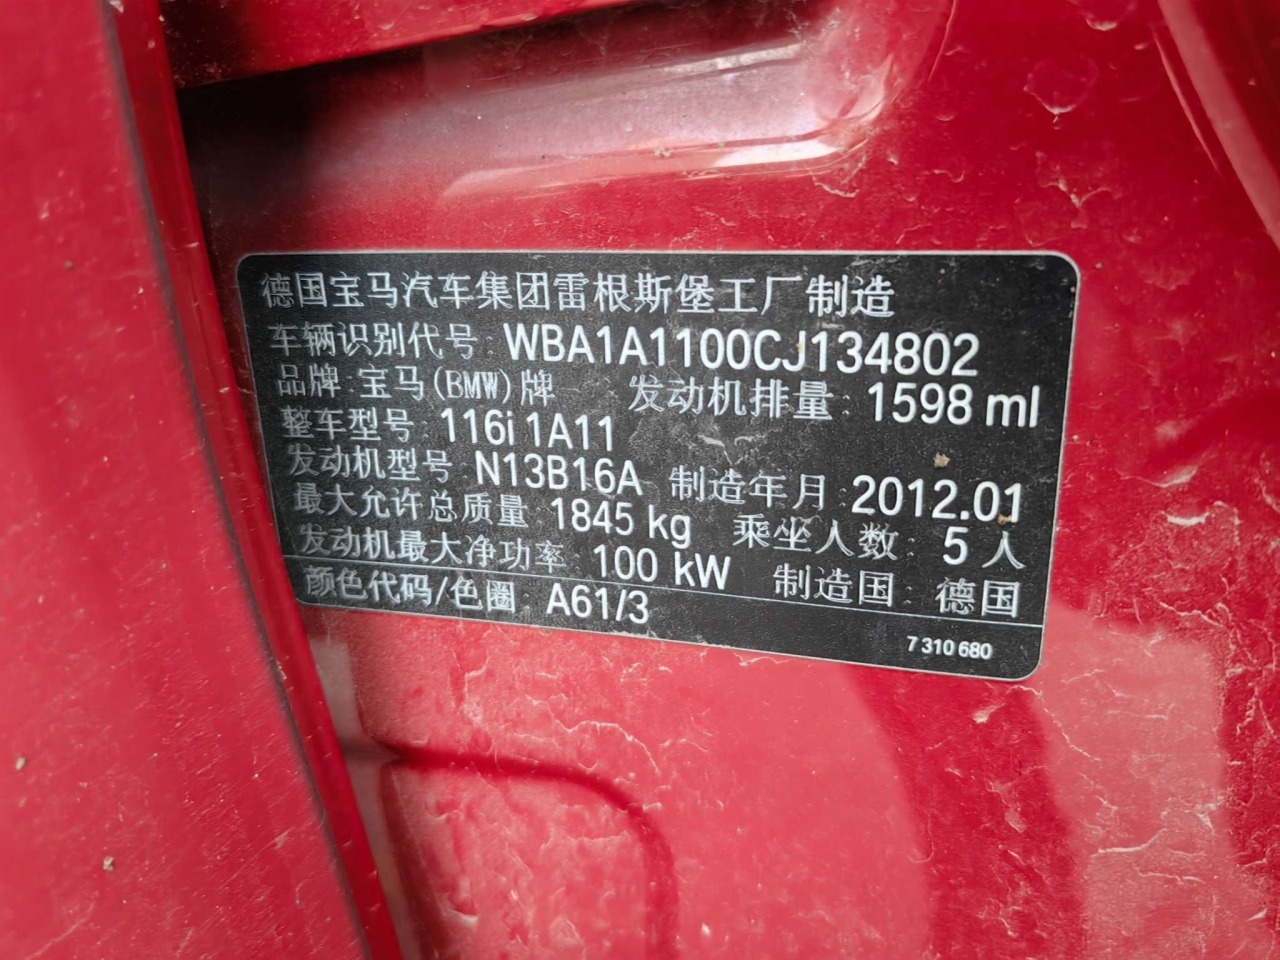 德国宝马汽车集团雷根斯堡工厂制造
车辆识别代号: WBA1A1100CJ134802
品牌:宝马(BMW)牌 发动机排量: 1598 ml
整车型号: 116i 1A11
发动机型号: N13B16A 制造年月: 2012.01
最大允许总质量: 1845 kg 乘坐人数: 5 人
发动机最大净功率: 100 kW 制造国: 德国
颜色代码/色圈: A61/3
7 310 680